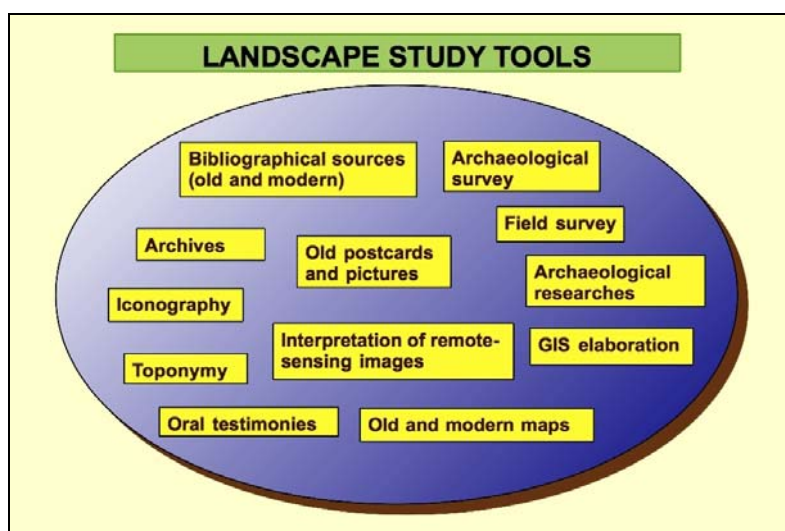 LANDSCAPE STUDY TOOLS
Bibliographical sources
(old and modern)
Archaeological
survey
Field survey
Archives
Old postcards
and pictures
Archaeological
researches
Iconography
Interpretation of remote-
sensing images
GIS elaboration
Toponymy
Oral testimonies
Old and modern maps